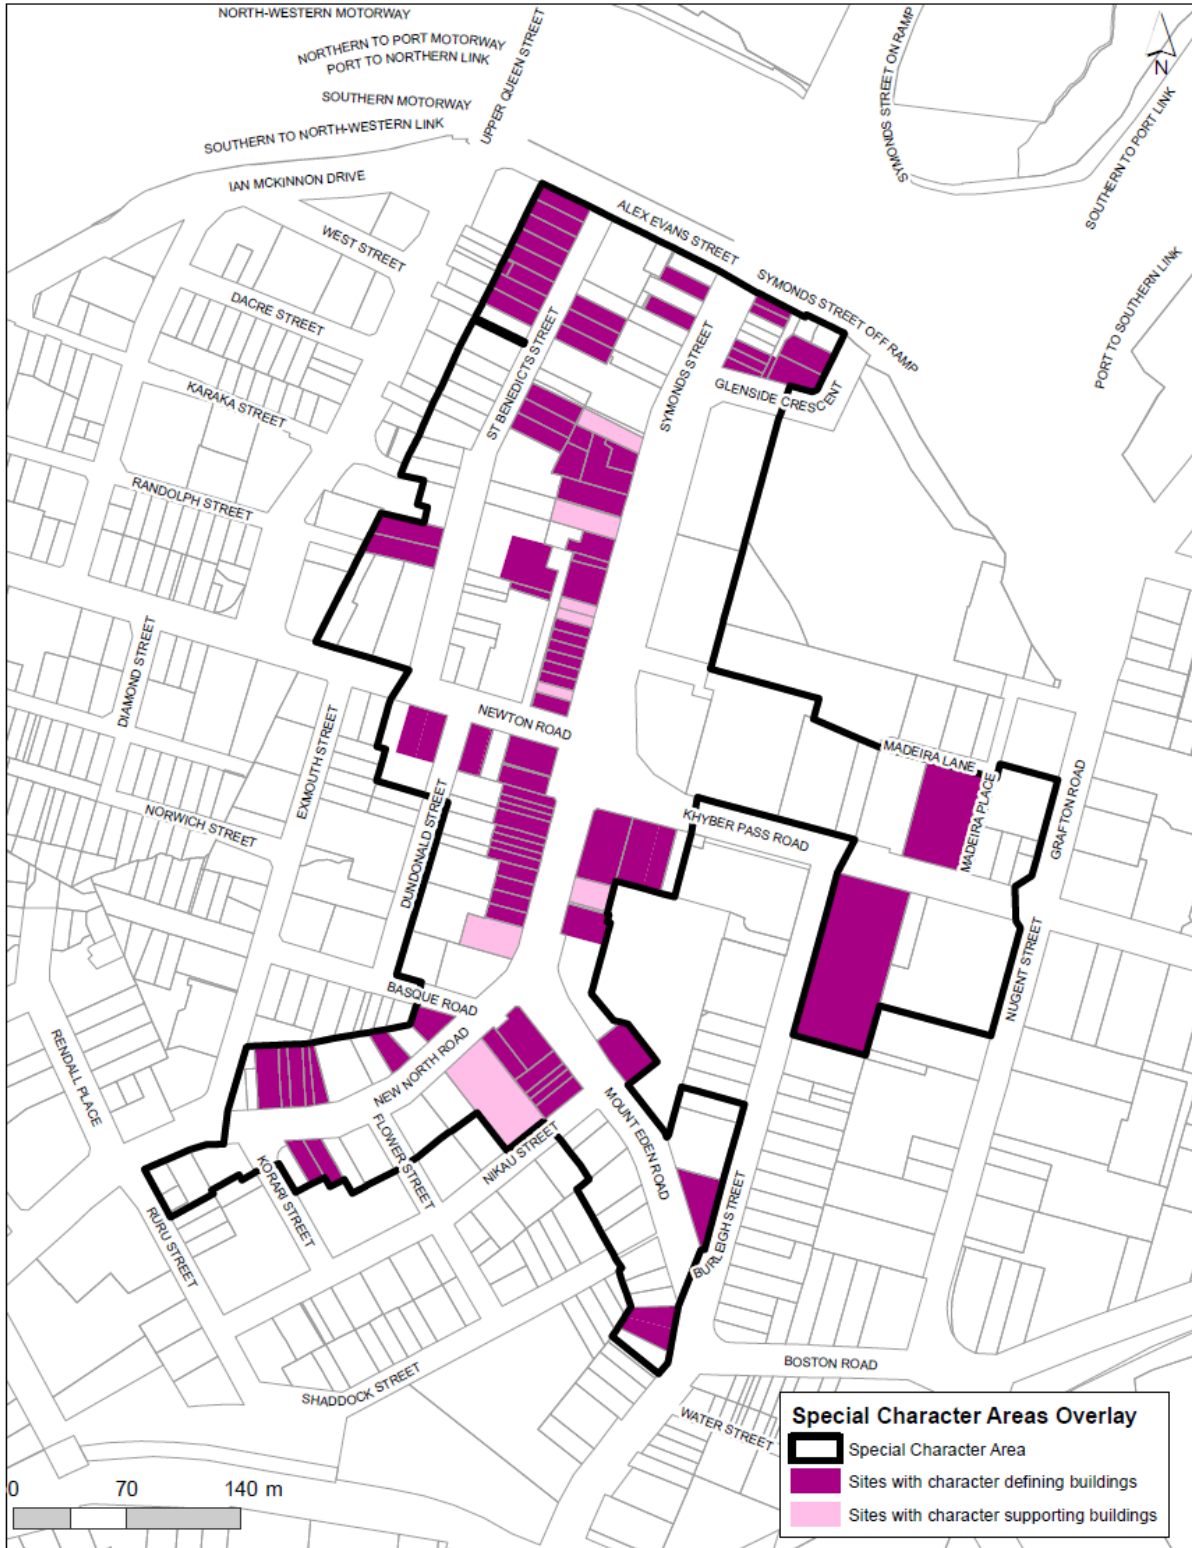 NORTH-WESTERN MOTORWAY
NORTHERN TO PORT MOTORWAY
PORT TO NORTHERN LINK
SOUTHERN MOTORWAY
SOUTHERN TO NORTH-WESTERN LINK
UPPER QUEEN STREET
SYMONDS STREET ON RAMP
N
SOUTHERN TO PORT LINK
IAN MCKINNON DRIVE
WEST STREET
ALEX EVANS STREET
SYMONDS STREET OFF RAMP
PORT TO SOUTHERN LINK
DACRE STREET
ST BENEDICTS STREET
SYMONDS STREET
GLENSIDE CRESCENT
KARAKA STREET
RANDOLPH STREET
DIAMOND STREET
EXMOUTH STREET
NEWTON ROAD
MADEIRA LANE
MADEIRA PLACE
GRAFTON ROAD
NORWICH STREET
DUNDONALD STREET
KHYBER PASS ROAD
NUGENT STREET
BASQUE ROAD
RENDALL PLACE
NEW NORTH ROAD
FLOWER STREET
NIKAU STREET
MOUNT EDEN ROAD
KORARI STREET
RURU STREET
BURLEIGH STREET
SHADDOCK STREET
BOSTON ROAD
WATER STREET
Special Character Areas Overlay
Special Character Area
Sites with character defining buildings
Sites with character supporting buildings
0 70 140 m